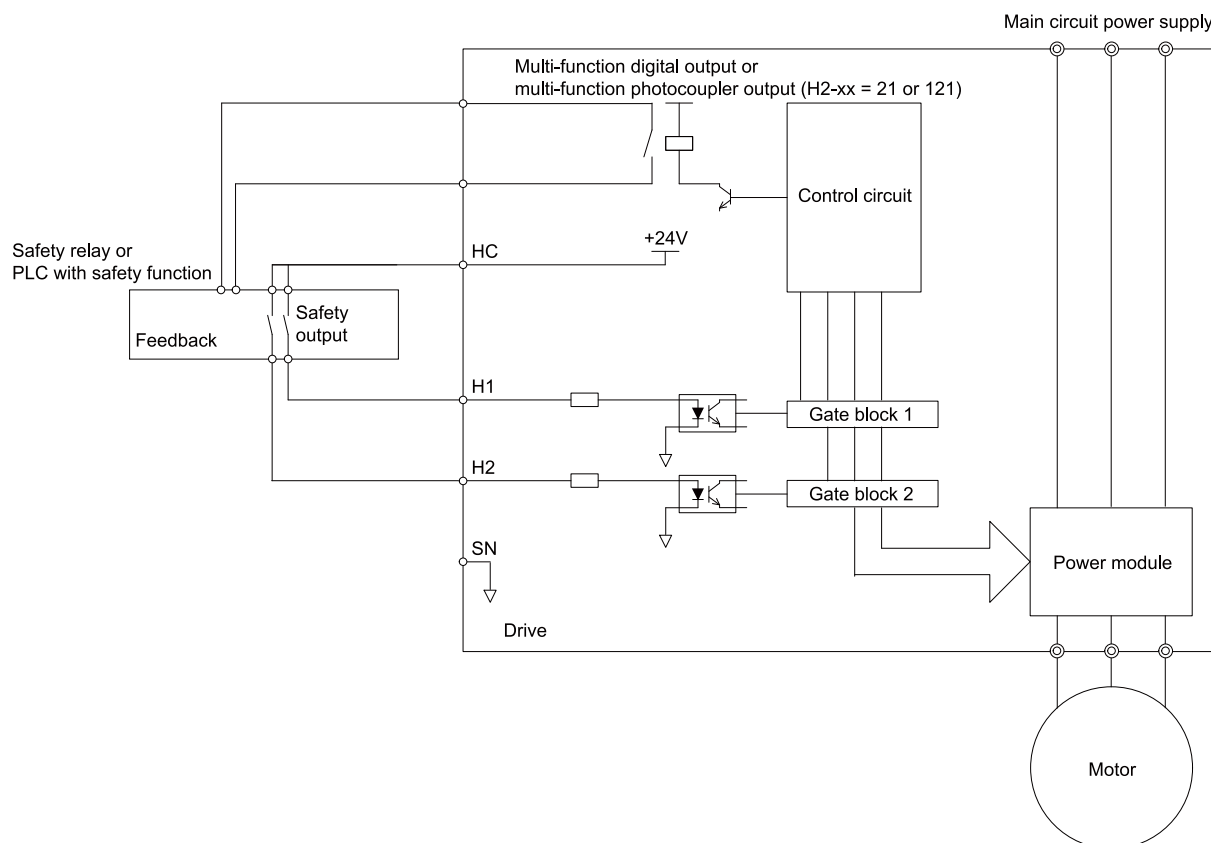 Main circuit power supply
Multi-function digital output or
multi-function photocoupler output (H2-xx = 21 or 121)
Control circuit
+24V
HC
Safety relay or
PLC with safety function
Safety
output
Feedback
H1
Gate block 1
H2
Gate block 2
SN
Power module
Drive
Motor